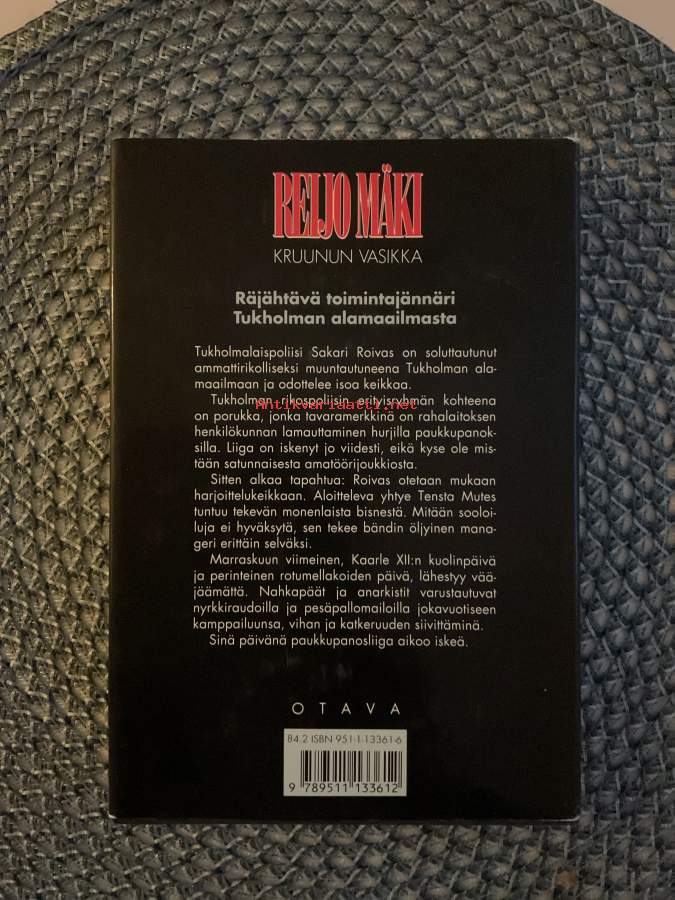 REIJO MÄKI
KRUUNUN VASIKKA
Räjähtävä toimintajännäri
Tukholman alamaailmasta
Tukholmalaispoliisi Sakari Roivas on soluttautunut
ammattirikolliseksi muuntautuneena Tukholman ala-
maailmaan ja odottelee isoa keikkaa.
Tukholman rikospoliisin erityisryhmän kohteena
Antikvariaatti.net
on porukka, jonka tavaramerkkinä on rahalaitoksen
henkilökunnan lamauttaminen hurjilla paukkupanok-
silla. Liiga on iskenyt jo viidesti, eikä kyse ole mis-
tään satunnaisesta amatöörijoukkiosta.
Sitten alkaa tapahtua: Roivas otetaan mukaan
harjoittelukeikkaan. Aloitteleva yhtye Tensta Mutes
tuntuu tekevän monenlaista bisnestä. Mitään sooloi-
luja ei hyväksytä, sen tekee bändin öljyinen mana-
geri erittäin selväksi.
Marraskuun viimeinen, Kaarle XII:n kuolinpäivä
ja perinteinen rotumellakoiden päivä, lähestyy vää-
jäämättä. Nahkapäät ja anarkistit varustautuvat
nyrkkiraudoilla ja pesäpallomailoilla jokavuotiseen
kamppailuunsa, vihan ja katkeruuden siivittäminä.
Sinä päivänä paukkupanosliiga aikoo iskeä.
OTAVA
84.2 ISBN 951-1-13361-6
9 789511 133612